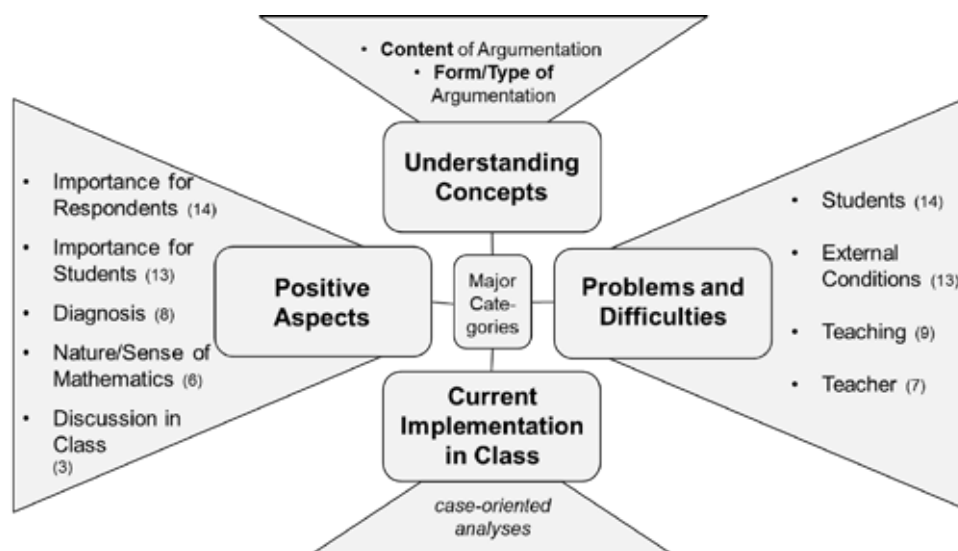 • Content of Argumentation
• Form/Type of
Argumentation
Understanding
Concepts
• Importance for
Respondents (14)
• Importance for
Students (13)
• Diagnosis (8)
• Nature/Sense of
Mathematics (6)
• Discussion in
Class
(3)
Positive
Aspects
Major
Cate-
gories
Problems and
Difficulties
• Students (14)
• External
Conditions (13)
• Teaching (9)
• Teacher (7)
Current
Implementation
in Class
case-oriented
analyses